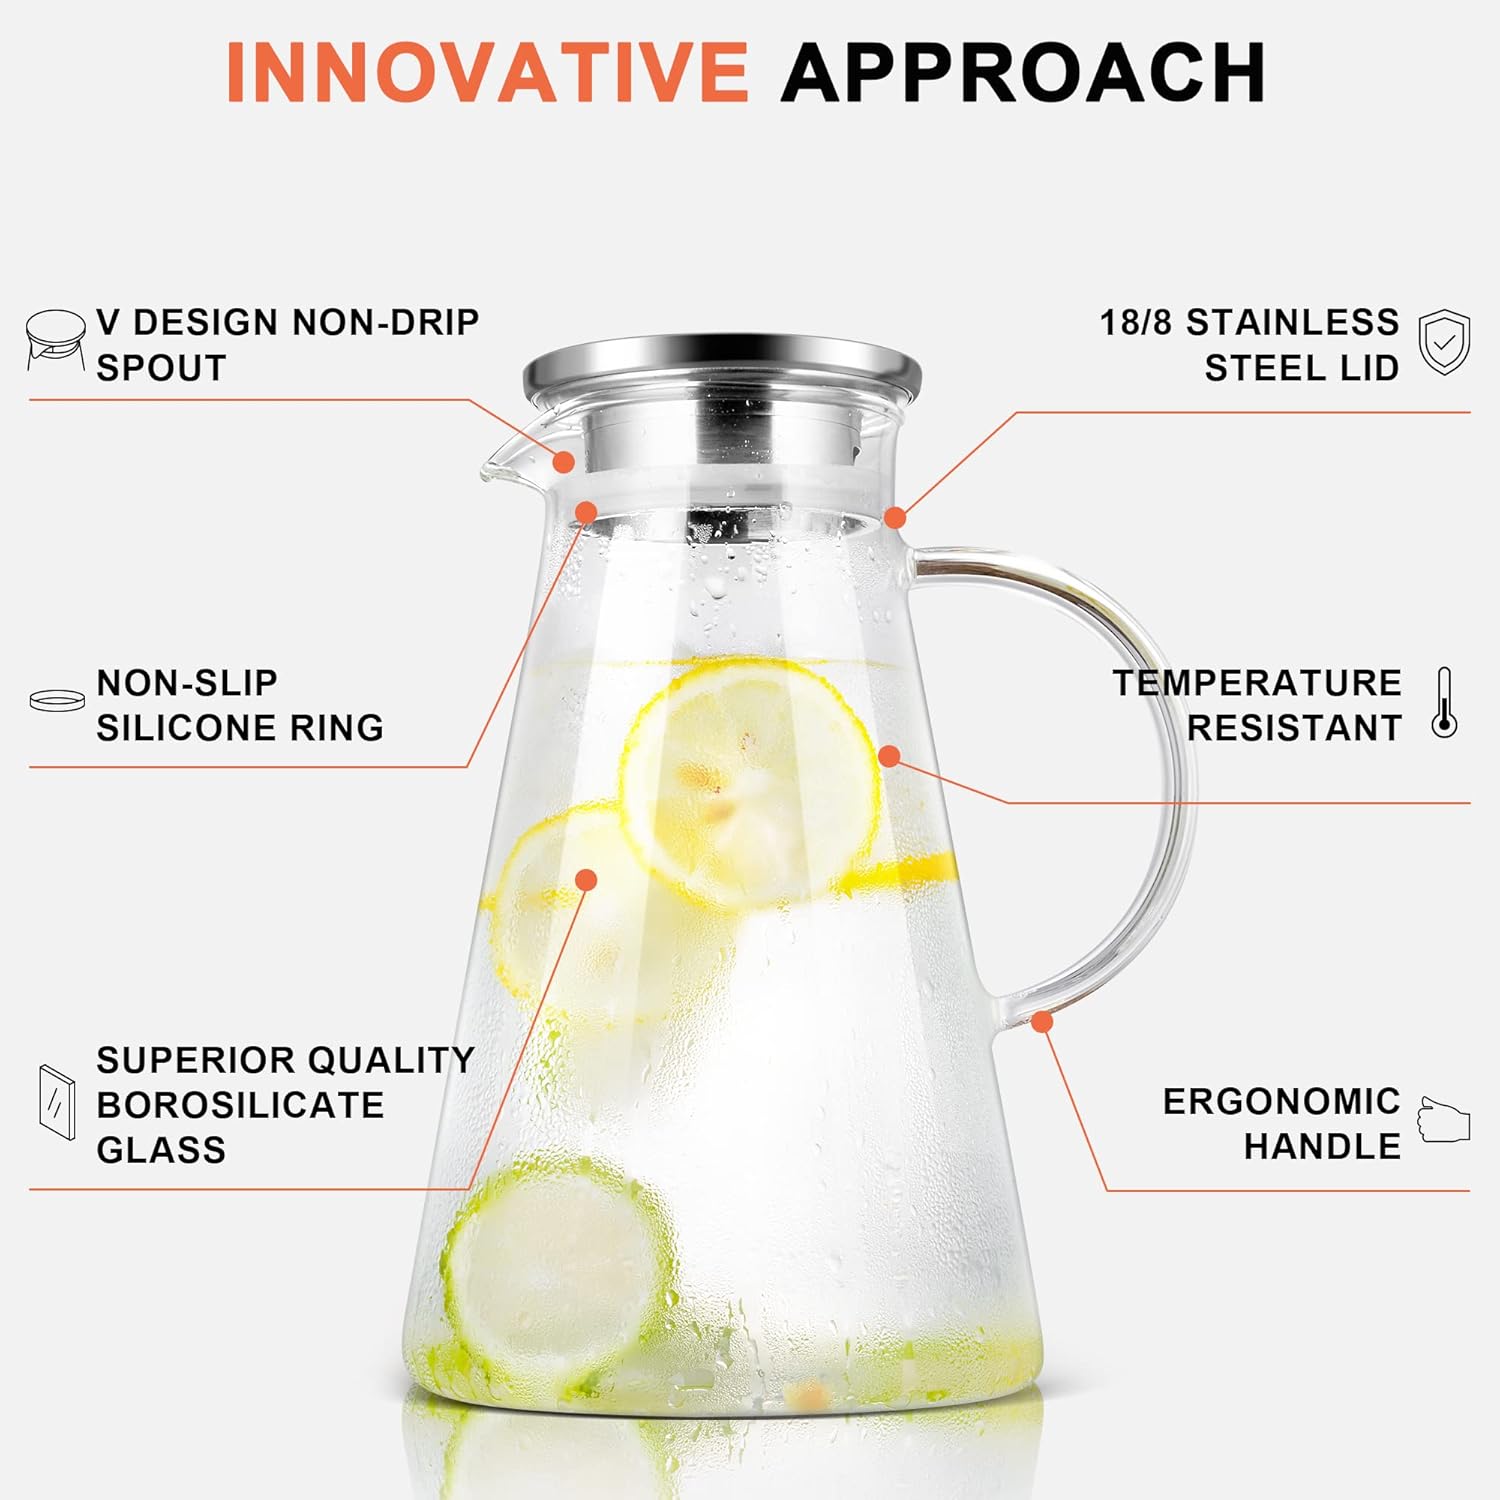 INNOVATIVE APPROACH
V DESIGN NON-DRIP
SPOUT
18/8 STAINLESS
STEEL LID
NON-SLIP
SILICONE RING
TEMPERATURE
RESISTANT
SUPERIOR QUALITY
BOROSILICATE
GLASS
ERGONOMIC
HANDLE